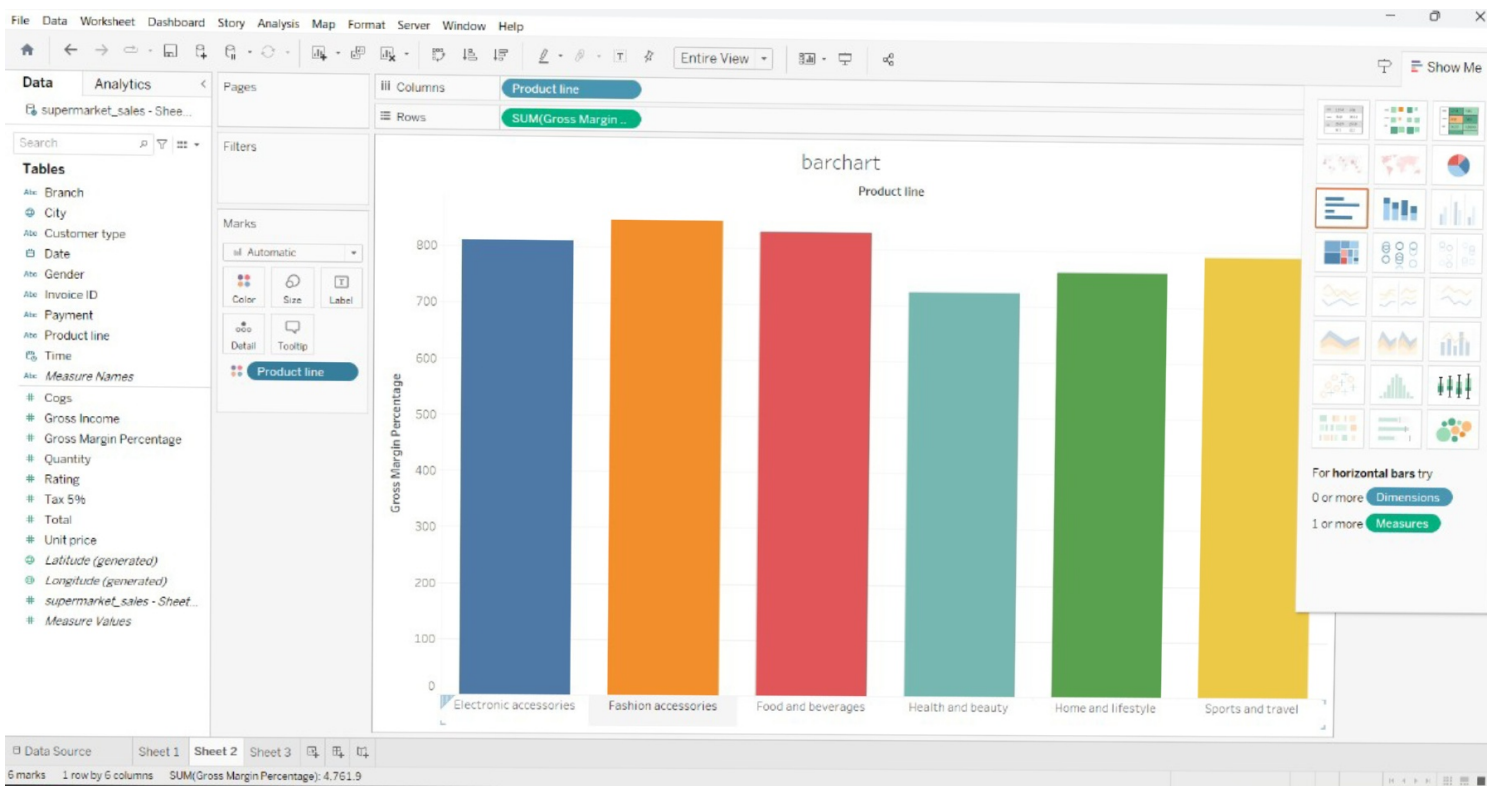 File Data Worksheet Dashboard Story Analysis Map Format Server Window Help
Entire View
Show Me
Data Analytics
supermarket_sales - Shee...
Search
Tables
Abc Branch
City
Abc Customer type
Date
Abc Gender
Abc Invoice ID
Abc Payment
Abc Product line
Time
Abc Measure Names
# Cogs
# Gross Income
# Gross Margin Percentage
# Quantity
# Rating
# Tax 5%
# Total
# Unit price
Latitude (generated)
Longitude (generated)
# supermarket_sales - Sheet...
# Measure Values
Pages
Filters
Marks
Automatic
Color Size Label
Detail Tooltip
Product line
Columns Product line
Rows SUM(Gross Margin ..
barchart
Product line
Gross Margin Percentage
800
700
600
500
400
300
200
100
0
Electronic accessories Fashion accessories Food and beverages Health and beauty Home and lifestyle Sports and travel
For horizontal bars try
0 or more Dimensions
1 or more Measures
Data Source Sheet 1 Sheet 2 Sheet 3
6 marks 1 row by 6 columns SUM(Gross Margin Percentage): 4,761.9